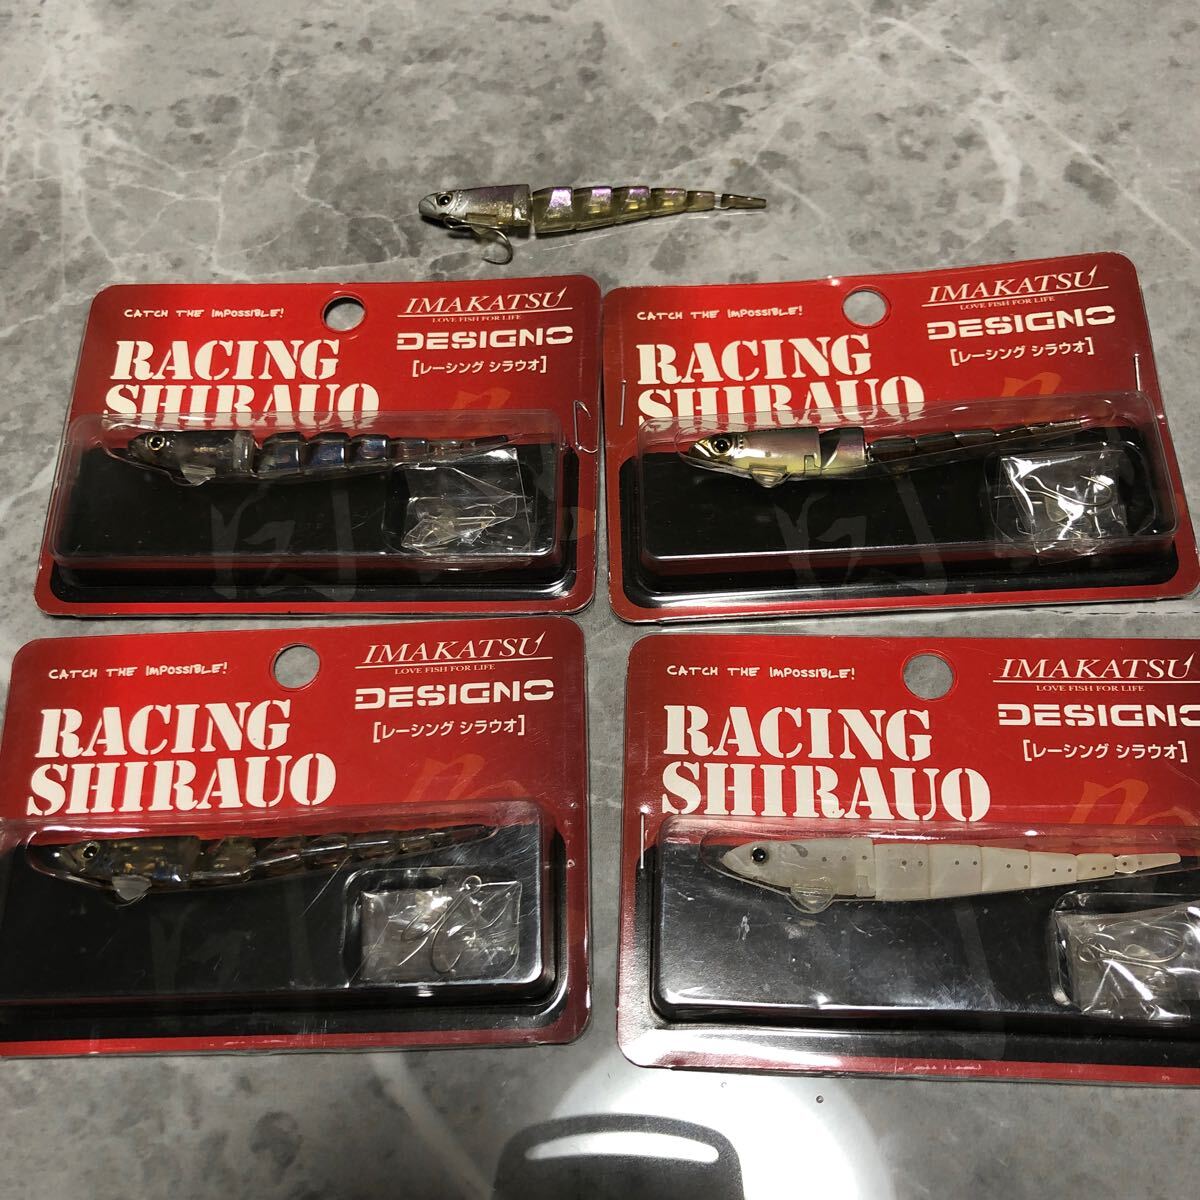 CATCH THE IMPOSSIBLE!
IMAKATSU
LOVE FISH FOR LIFE
DESIGNO
[レーシング シラウオ]
RACING
SHIRAUO
CATCH THE IMPOSSIBLE!
IMAKATSU
LOVE FISH FOR LIFE
DESIGNO
[レーシング シラウオ]
RACING
SHIRAUO
CATCH THE IMPOSSIBLE!
IMAKATSU
LOVE FISH FOR LIFE
DESIGNO
[レーシング シラウオ]
RACING
SHIRAUO
CATCH THE IMPOSSIBLE!
IMAKATSU
LOVE FISH FOR LIFE
DESIGNO
[レーシング シラウオ]
RACING
SHIRAUO